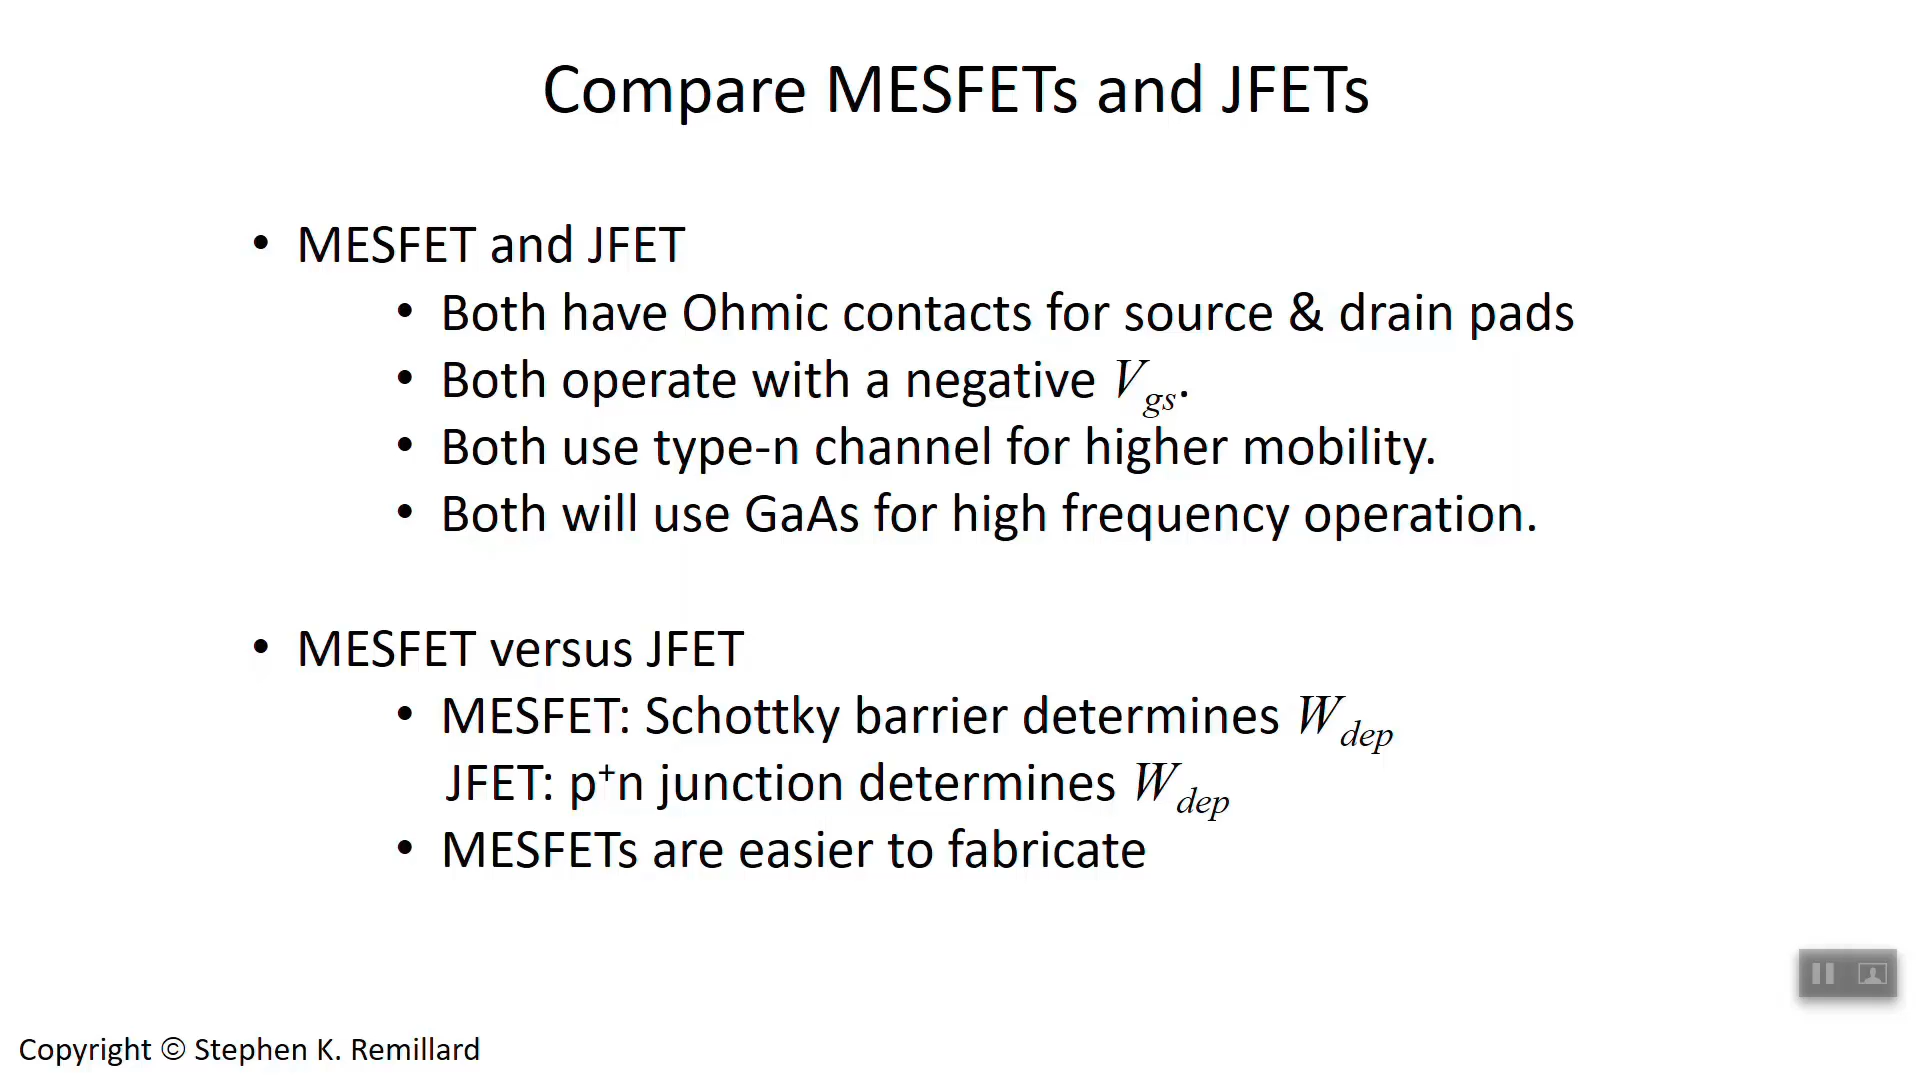 Compare MESFETs and JFETs
• MESFET and JFET
• Both have Ohmic contacts for source & drain pads
• Both operate with a negative V_gs.
• Both use type-n channel for higher mobility.
• Both will use GaAs for high frequency operation.
• MESFET versus JFET
• MESFET: Schottky barrier determines W_dep
JFET: p⁺n junction determines W_dep
• MESFETs are easier to fabricate
Copyright © Stephen K. Remillard